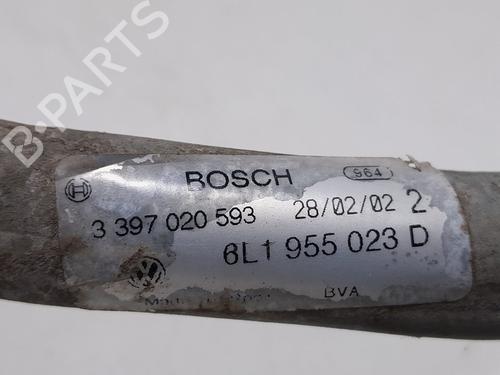 BOSCH 964
3 397 020 593 28/02/02 2
6L1 955 023 D
BVA
B-PARTS